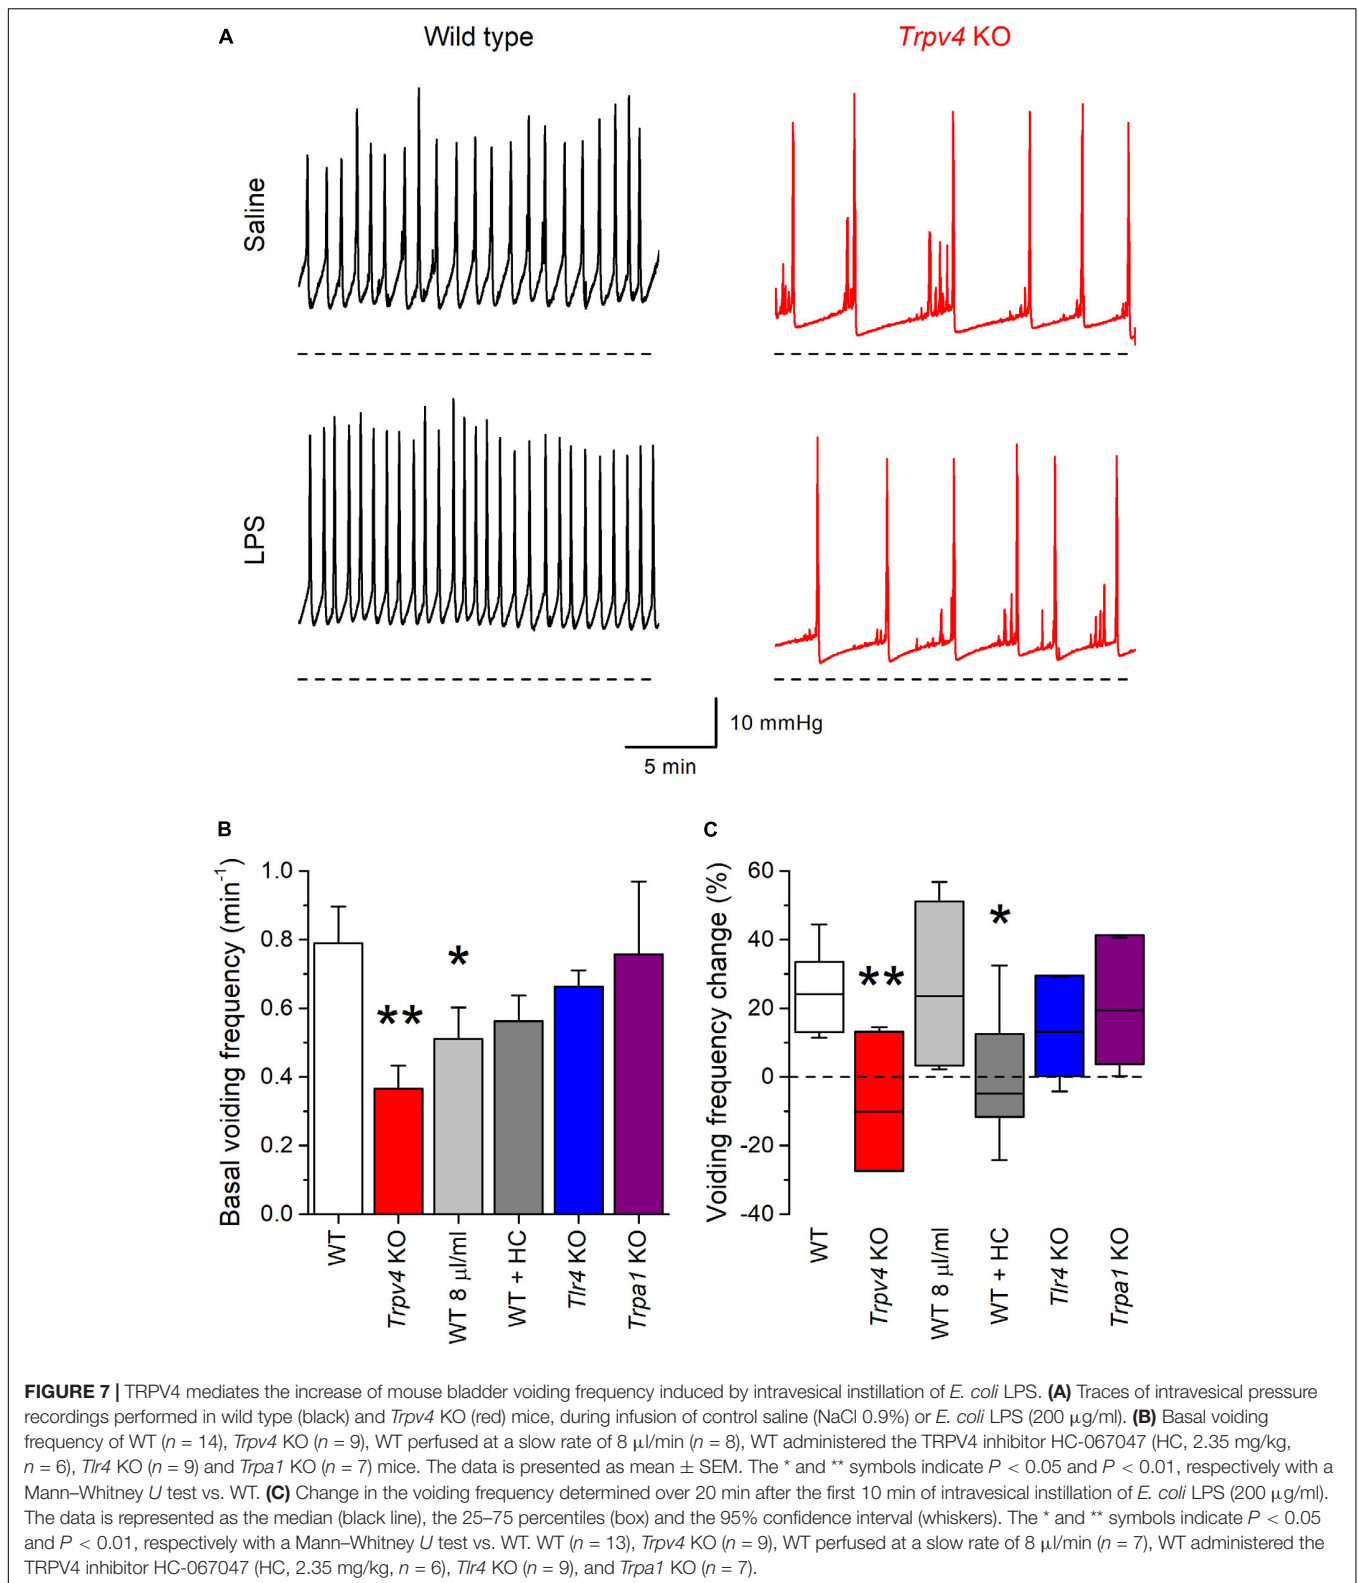 A
Wild type
Trpv4 KO
Saline
LPS
10 mmHg
5 min
B
C
Basal voiding frequency (min⁻¹)
1.0
0.8
0.6
0.4
0.2
0.0
**
*
WT
Trpv4 KO
WT 8 μl/ml
WT + HC
Tlr4 KO
Trpa1 KO
Voiding frequency change (%)
60
40
20
0
-20
-40
**
*
WT
Trpv4 KO
WT 8 μl/ml
WT + HC
Tlr4 KO
Trpa1 KO
FIGURE 7 | TRPV4 mediates the increase of mouse bladder voiding frequency induced by intravesical instillation of E. coli LPS. (A) Traces of intravesical pressure
recordings performed in wild type (black) and Trpv4 KO (red) mice, during infusion of control saline (NaCl 0.9%) or E. coli LPS (200 μg/ml). (B) Basal voiding
frequency of WT (n = 14), Trpv4 KO (n = 9), WT perfused at a slow rate of 8 μl/min (n = 8), WT administered the TRPV4 inhibitor HC-067047 (HC, 2.35 mg/kg,
n = 6), Tlr4 KO (n = 9) and Trpa1 KO (n = 7) mice. The data is presented as mean ± SEM. The * and ** symbols indicate P < 0.05 and P < 0.01, respectively with a
Mann–Whitney U test vs. WT. (C) Change in the voiding frequency determined over 20 min after the first 10 min of intravesical instillation of E. coli LPS (200 μg/ml).
The data is represented as the median (black line), the 25–75 percentiles (box) and the 95% confidence interval (whiskers). The * and ** symbols indicate P < 0.05
and P < 0.01, respectively with a Mann–Whitney U test vs. WT. WT (n = 13), Trpv4 KO (n = 9), WT perfused at a slow rate of 8 μl/min (n = 7), WT administered the
TRPV4 inhibitor HC-067047 (HC, 2.35 mg/kg, n = 6), Tlr4 KO (n = 9), and Trpa1 KO (n = 7).